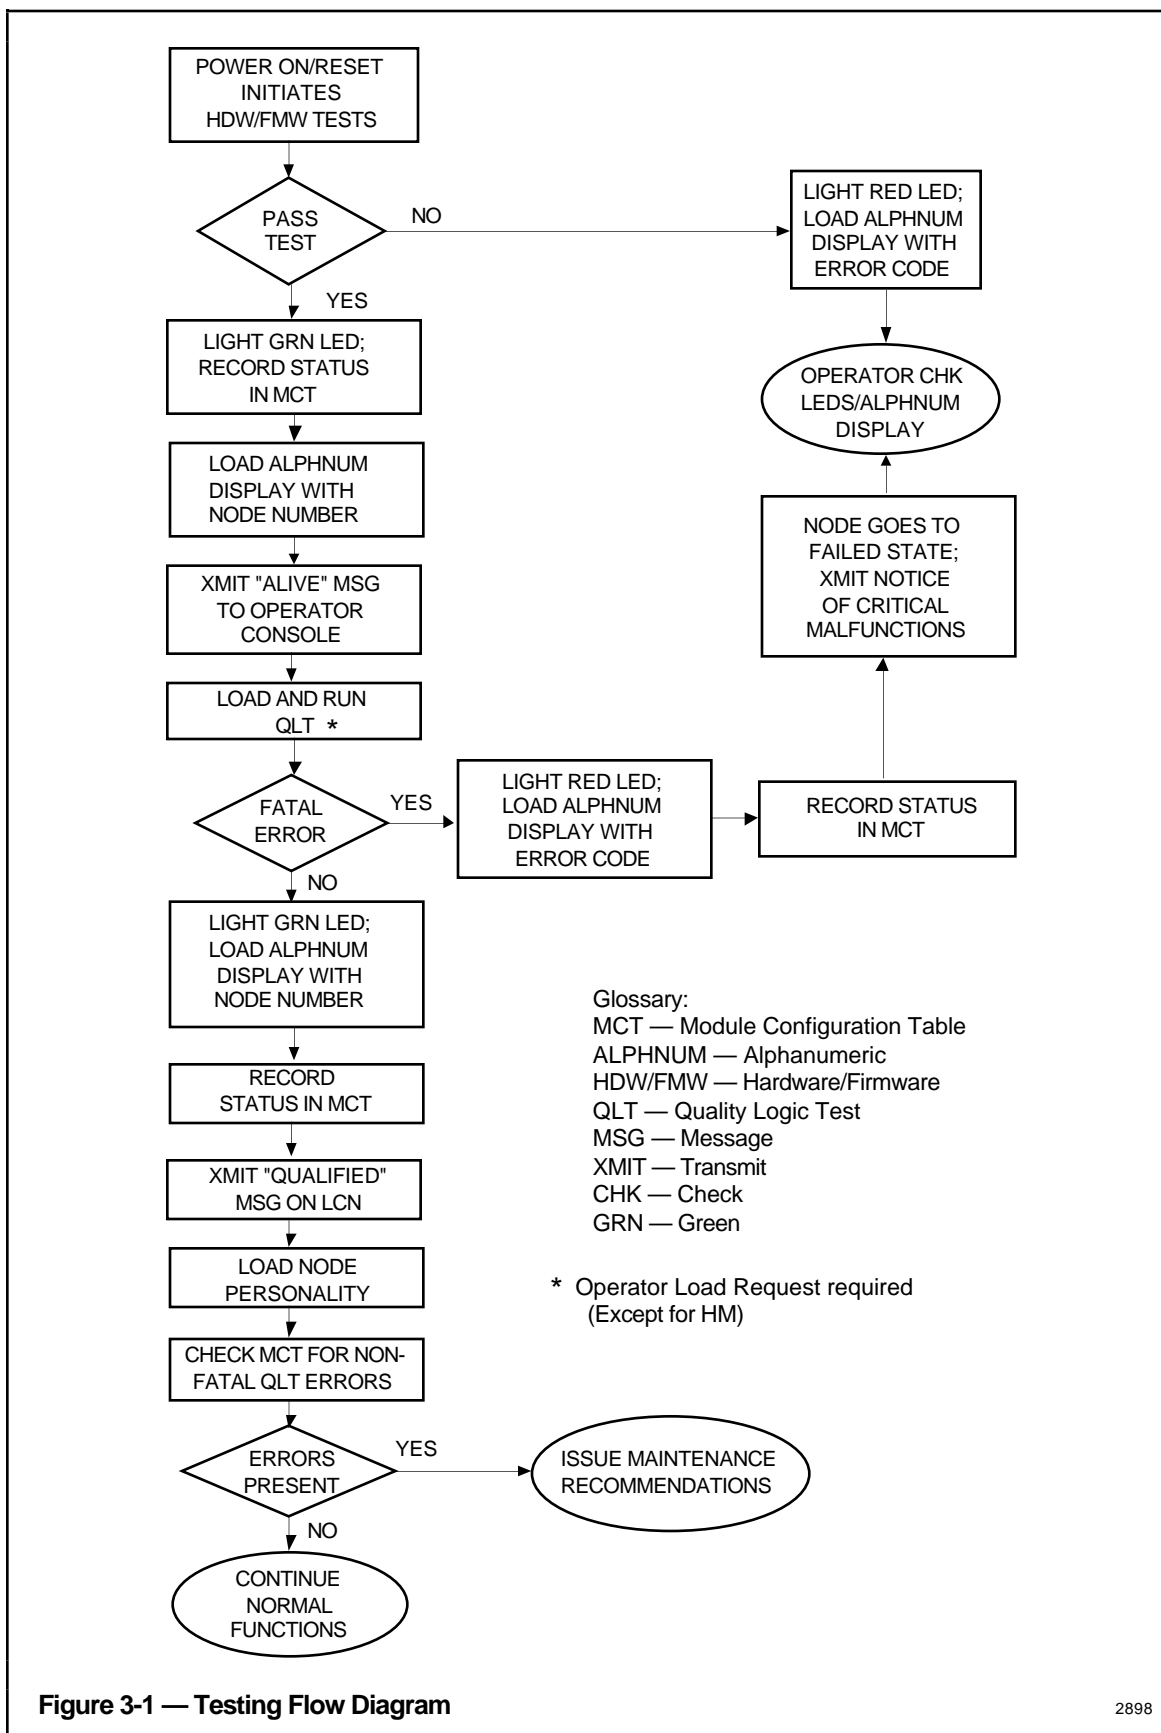 POWER ON/RESET
INITIATES
HDW/FMW TESTS
PASS
TEST
NO
LIGHT RED LED;
LOAD ALPHNUM
DISPLAY WITH
ERROR CODE
YES
LIGHT GRN LED;
RECORD STATUS
IN MCT
OPERATOR CHK
LEDS/ALPHNUM
DISPLAY
LOAD ALPHNUM
DISPLAY WITH
NODE NUMBER
NODE GOES TO
FAILED STATE;
XMIT NOTICE
OF CRITICAL
MALFUNCTIONS
XMIT "ALIVE" MSG
TO OPERATOR
CONSOLE
LOAD AND RUN
QLT *
FATAL
ERROR
YES
LIGHT RED LED;
LOAD ALPHNUM
DISPLAY WITH
ERROR CODE
RECORD STATUS
IN MCT
NO
LIGHT GRN LED;
LOAD ALPHNUM
DISPLAY WITH
NODE NUMBER
RECORD
STATUS IN MCT
XMIT "QUALIFIED"
MSG ON LCN
LOAD NODE
PERSONALITY
CHECK MCT FOR NON-
FATAL QLT ERRORS
Glossary:
MCT — Module Configuration Table
ALPHNUM — Alphanumeric
HDW/FMW — Hardware/Firmware
QLT — Quality Logic Test
MSG — Message
XMIT — Transmit
CHK — Check
GRN — Green
* Operator Load Request required
(Except for HM)
ERRORS
PRESENT
YES
ISSUE MAINTENANCE
RECOMMENDATIONS
NO
CONTINUE
NORMAL
FUNCTIONS
Figure 3-1 — Testing Flow Diagram
2898